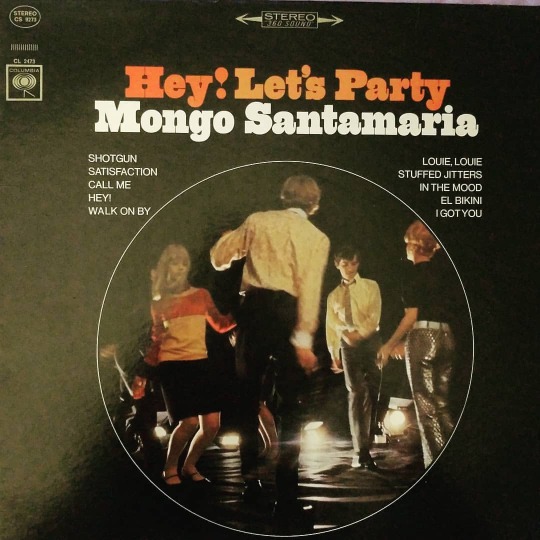 STEREO
CS 9273
STEREO
360 SOUND
CL 2473
COLUMBIA
Hey! Let's Party
Mongo Santamaria
SHOTGUN
SATISFACTION
CALL ME
HEY!
WALK ON BY
LOUIE, LOUIE
STUFFED JITTERS
IN THE MOOD
EL BIKINI
I GOT YOU